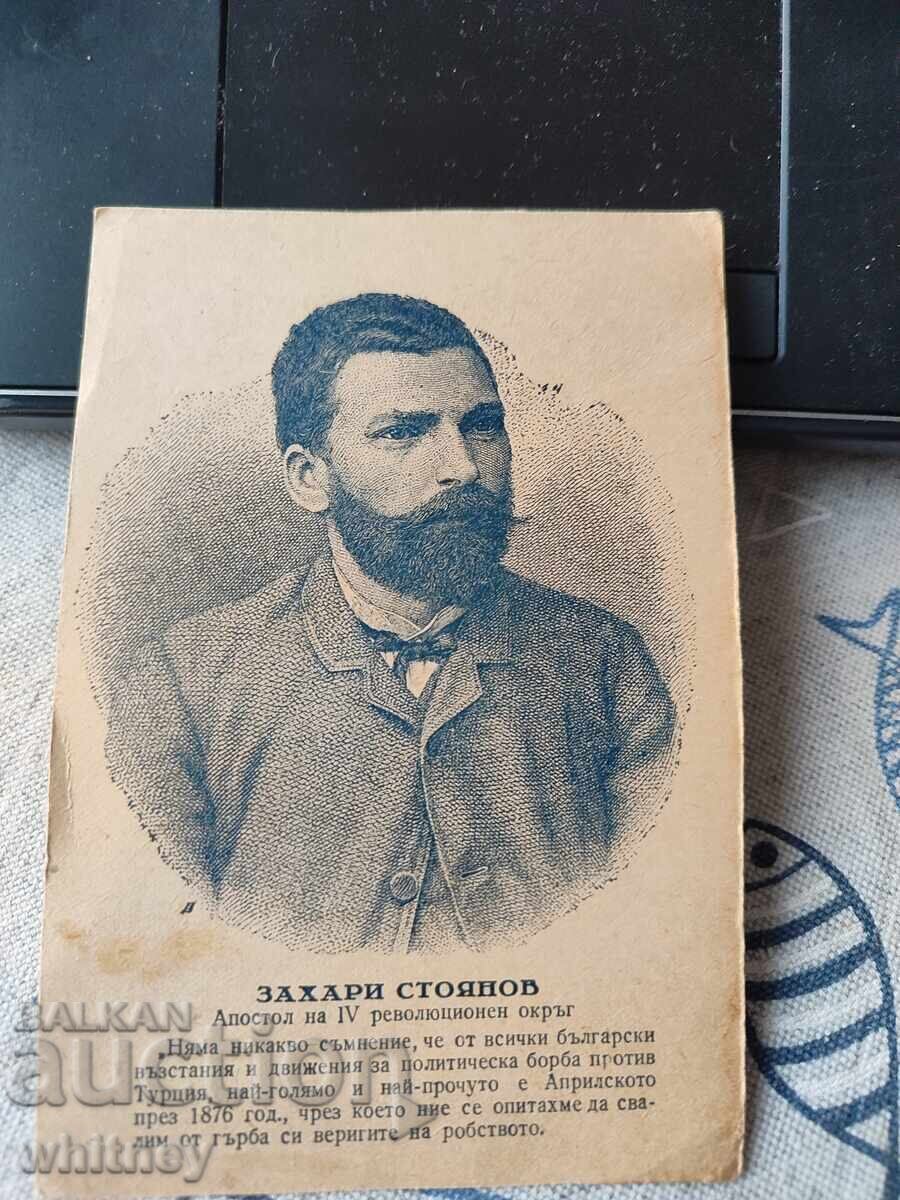 ЗАХАРИ СТОЯНОВ
Апостол на IV революционен окръг
„Няма никакво съмнение, че от всички български
възстания и движения за политическа борба против
Турция, най-голямо и най-прочуто е Априлското
през 1876 год., чрез което ние се опитахме да сва-
лим от гърба си веригите на робството.
BALKAN
auction
whitney